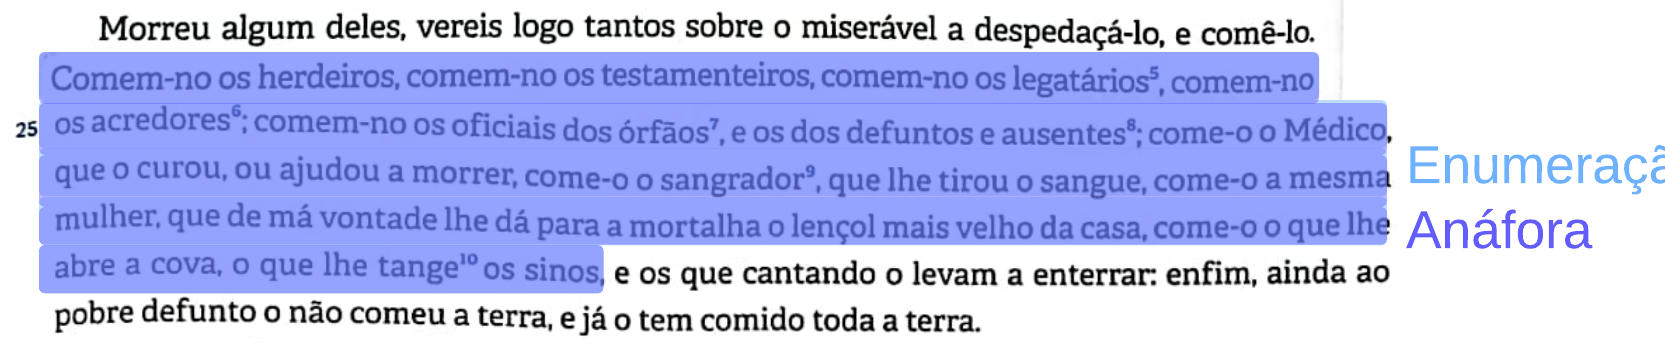 Morreu algum deles, vereis logo tantos sobre o miserável a despedaçá-lo, e comê-lo.
Comem-no os herdeiros, comem-no os testamenteiros, comem-no os legatários⁵, comem-no
25 os acredores⁶; comem-no os oficiais dos órfãos⁷, e os dos defuntos e ausentes⁸; come-o o Médico,
que o curou, ou ajudou a morrer, come-o o sangrador⁹, que lhe tirou o sangue, come-o a mesma
mulher, que de má vontade lhe dá para a mortalha o lençol mais velho da casa, come-o o que lhe
abre a cova, o que lhe tange¹⁰ os sinos, e os que cantando o levam a enterrar: enfim, ainda ao
pobre defunto o não comeu a terra, e já o tem comido toda a terra.
Enumeraçã
Anáfora